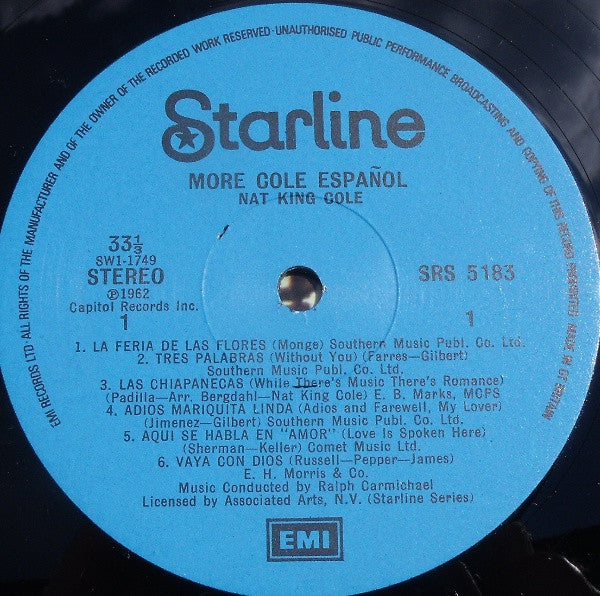 EMI RECORDS LTD ALL RIGHTS OF THE MANUFACTURER AND OF THE OWNER OF THE RECORDED WORK RESERVED·UNAUTHORISED PUBLIC PERFORMANCE BROADCASTING AND COPYING OF THIS RECORD PROHIBITED MADE IN GT BRITAIN
Starline
MORE COLE ESPAÑOL
NAT KING COLE
33⅓
SW1-1749
STEREO
℗1962
Capitol Records Inc.
1
SRS 5183
1
1. LA FERIA DE LAS FLORES (Monge) Southern Music Publ. Co. Ltd.
2. TRES PALABRAS (Without You) (Farres-Gilbert)
Southern Music Publ. Co. Ltd.
3. LAS CHIAPANECAS (While There's Music There's Romance)
(Padilla-Arr. Bergdahl-Nat King Cole) E. B. Marks, MCPS
4. ADIOS MARIQUITA LINDA (Adios and Farewell, My Lover)
(Jimenez-Gilbert) Southern Music Publ. Co. Ltd.
5. AQUI SE HABLA EN "AMOR" (Love Is Spoken Here)
(Sherman-Keller) Comet Music Ltd.
6. VAYA CON DIOS (Russell-Pepper-James)
E. H. Morris & Co.
Music Conducted by Ralph Carmichael
Licensed by Associated Arts, N.V. (Starline Series)
EMI